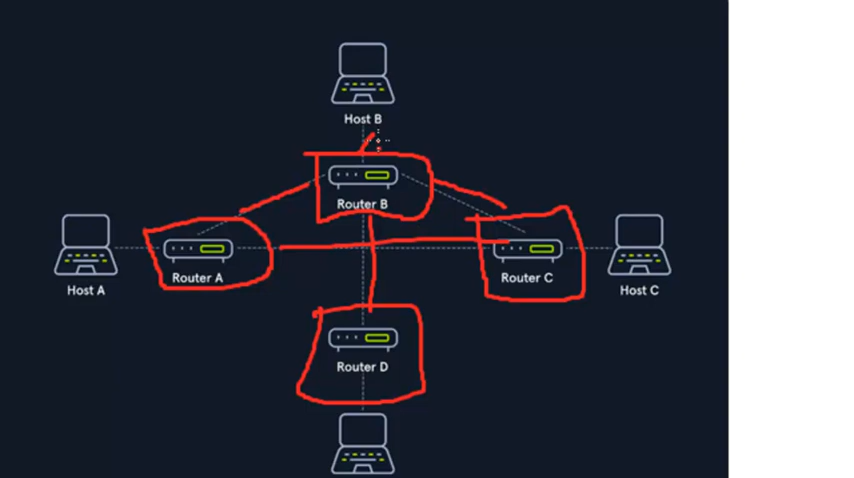 Host B
Router B
Router A
Router C
Host A
Host C
Router D